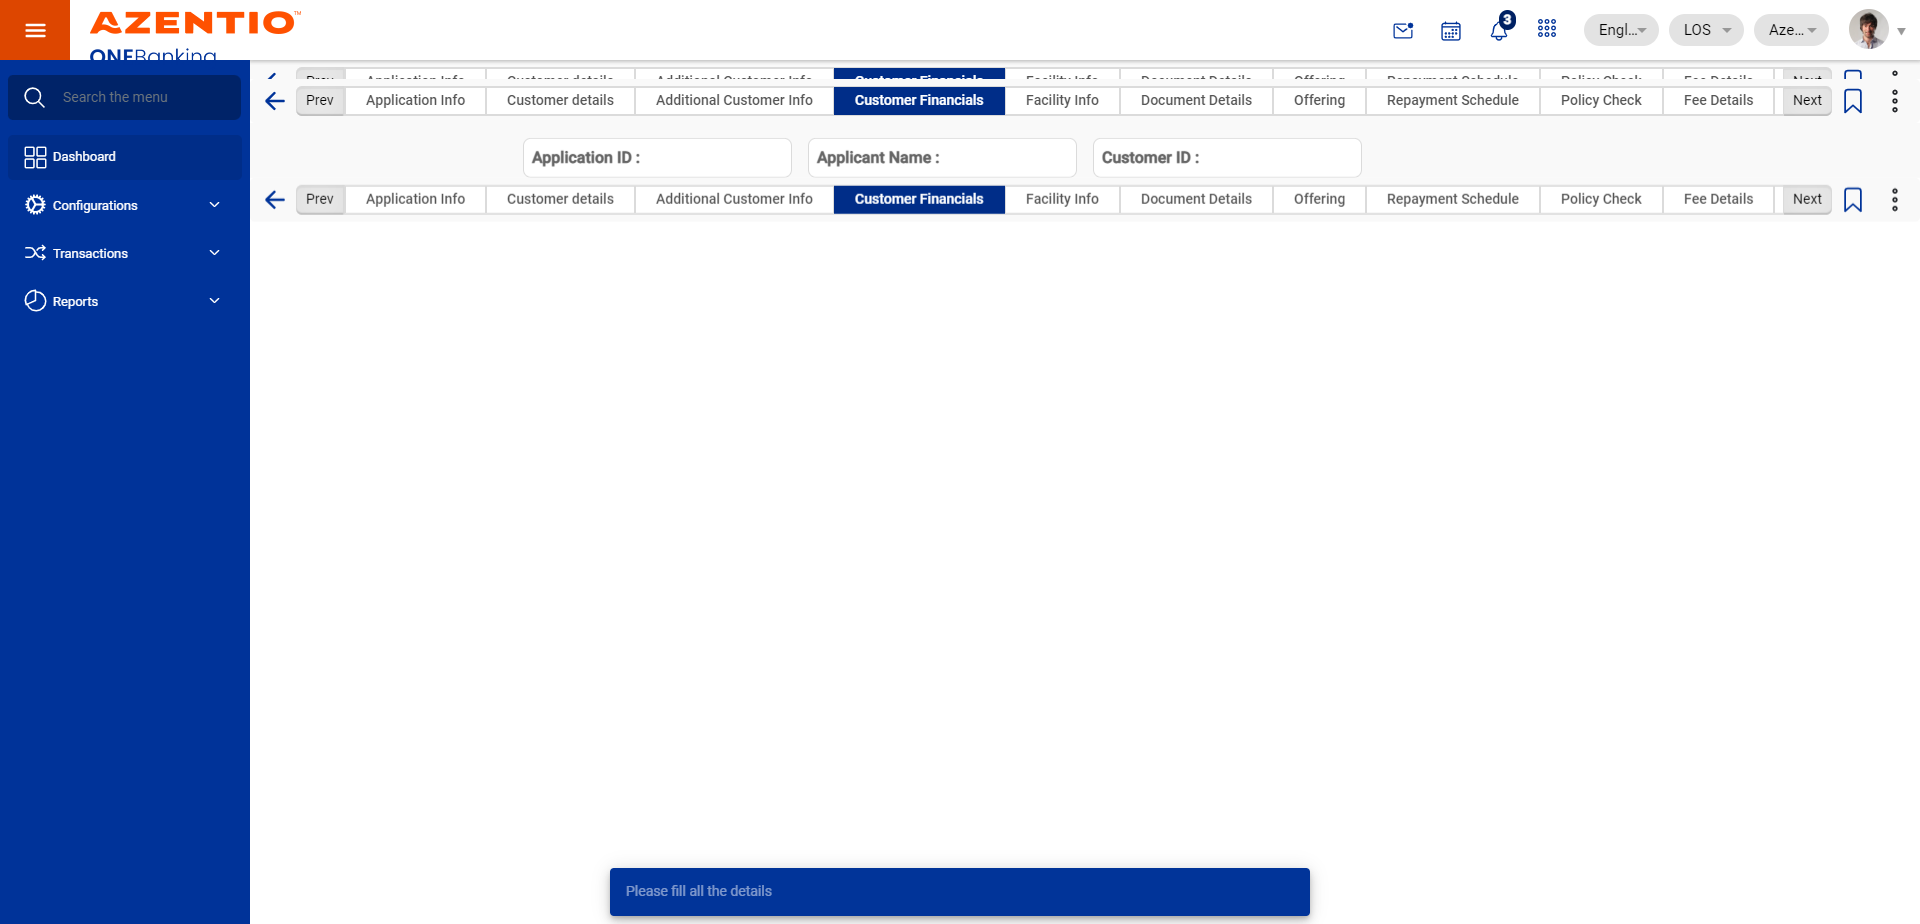 AZENTIO™
ONEBanking
3
Engl...
LOS
Aze...
Search the menu
Dashboard
Configurations
Transactions
Reports
Prev Application Info Customer details Additional Customer Info Customer Financials Facility Info Document Details Offering Repayment Schedule Policy Check Fee Details Next
Prev Application Info Customer details Additional Customer Info Customer Financials Facility Info Document Details Offering Repayment Schedule Policy Check Fee Details Next
Application ID :
Applicant Name :
Customer ID :
Prev Application Info Customer details Additional Customer Info Customer Financials Facility Info Document Details Offering Repayment Schedule Policy Check Fee Details Next
Please fill all the details